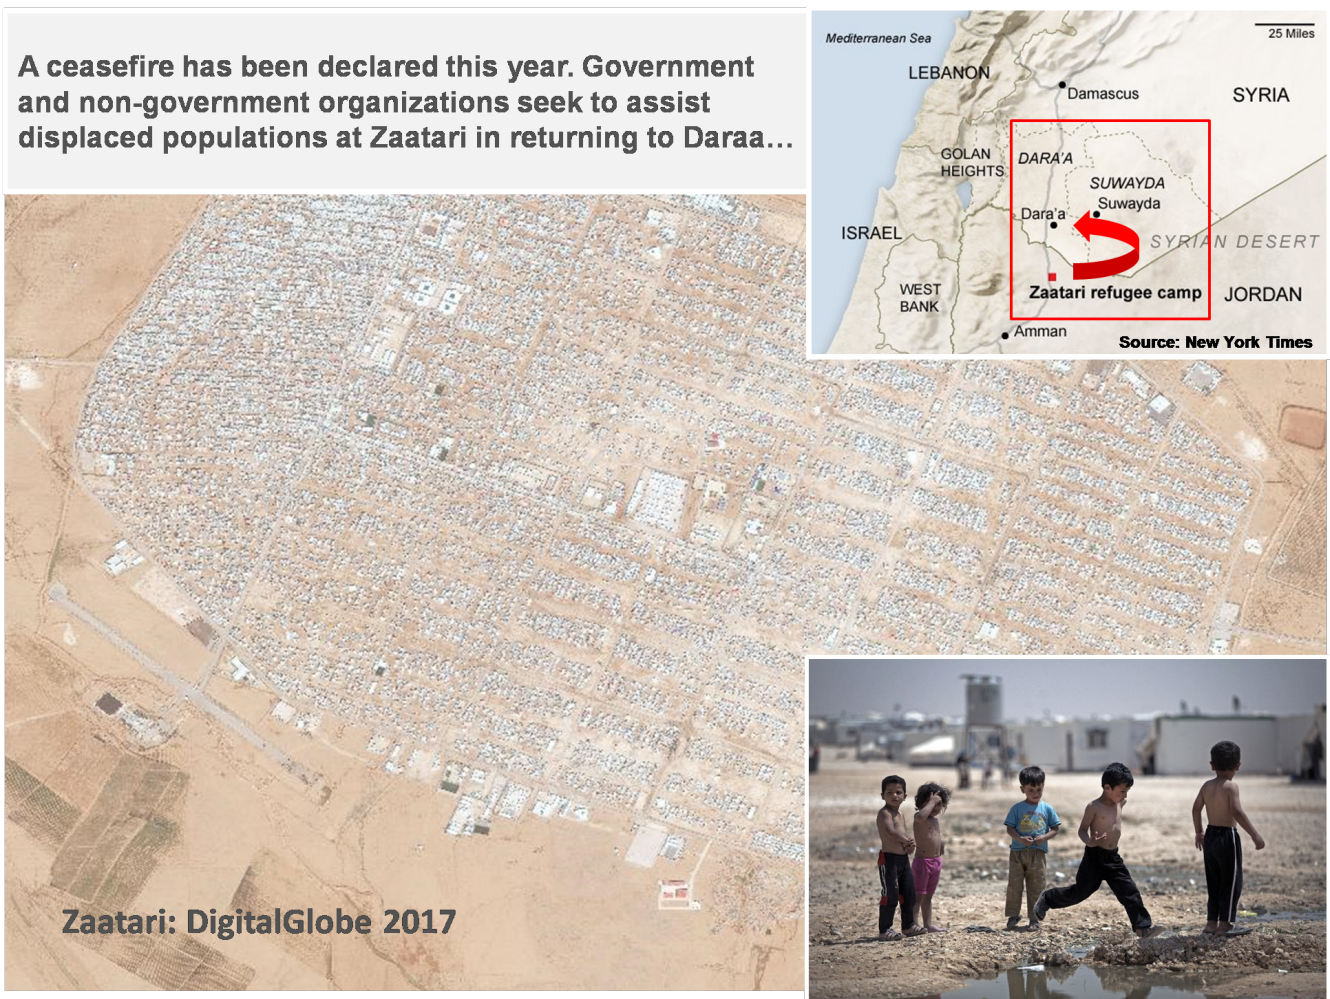 A ceasefire has been declared this year. Government
and non-government organizations seek to assist
displaced populations at Zaatari in returning to Daraa…
Mediterranean Sea
25 Miles
LEBANON
Damascus
SYRIA
GOLAN
HEIGHTS
DARA'A
SUWAYDA
Suwayda
Dara'a
ISRAEL
SYRIAN DESERT
WEST
BANK
Zaatari refugee camp
JORDAN
Amman
Source: New York Times
Zaatari: DigitalGlobe 2017